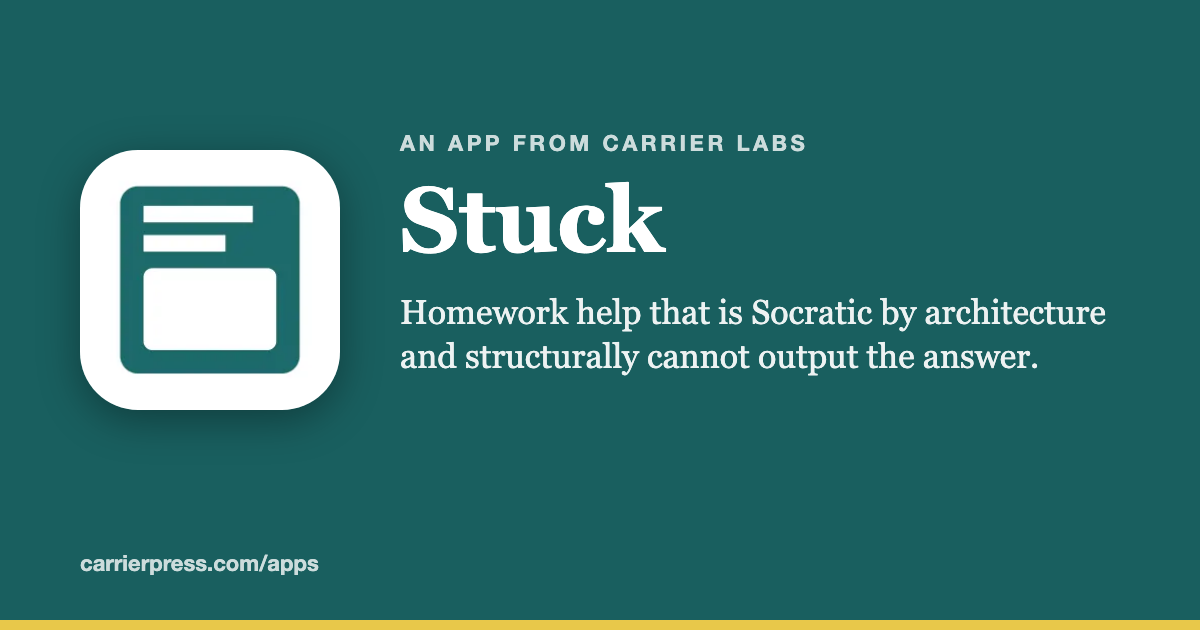 AN APP FROM CARRIER LABS
Stuck
Homework help that is Socratic by architecture
and structurally cannot output the answer.
carrierpress.com/apps